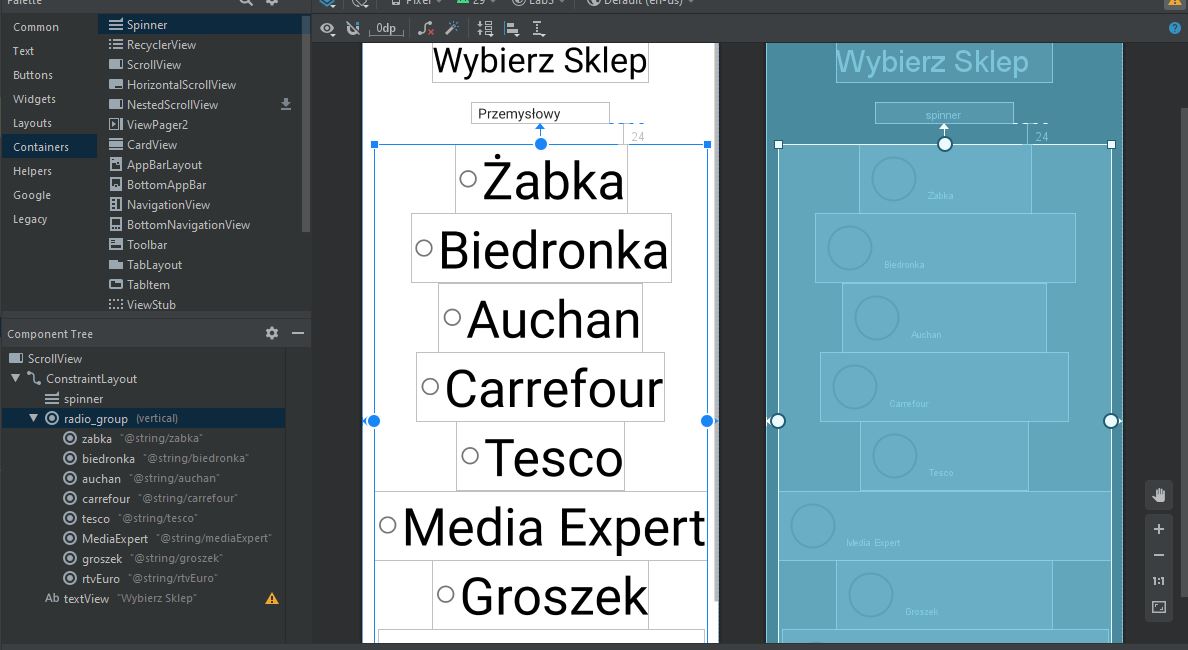 Palette
Pixel
29
Lab3
Default (en-us)
Common
Text
Buttons
Widgets
Layouts
Containers
Helpers
Google
Legacy
Spinner
RecyclerView
ScrollView
HorizontalScrollView
NestedScrollView
ViewPager2
CardView
AppBarLayout
BottomAppBar
NavigationView
BottomNavigationView
Toolbar
TabLayout
TabItem
ViewStub
Component Tree
ScrollView
ConstraintLayout
spinner
radio_group (vertical)
zabka "@string/zabka"
biedronka "@string/biedronka"
auchan "@string/auchan"
carrefour "@string/carrefour"
tesco "@string/tesco"
MediaExpert "@string/mediaExpert"
groszek "@string/groszek"
rtvEuro "@string/rtvEuro"
Ab textView "Wybierz Sklep"
0dp
Wybierz Sklep
Przemysłowy
24
Żabka
Biedronka
Auchan
Carrefour
Tesco
Media Expert
Groszek
Wybierz Sklep
spinner
24
Żabka
Biedronka
Auchan
Carrefour
Tesco
Media Expert
Groszek
1:1